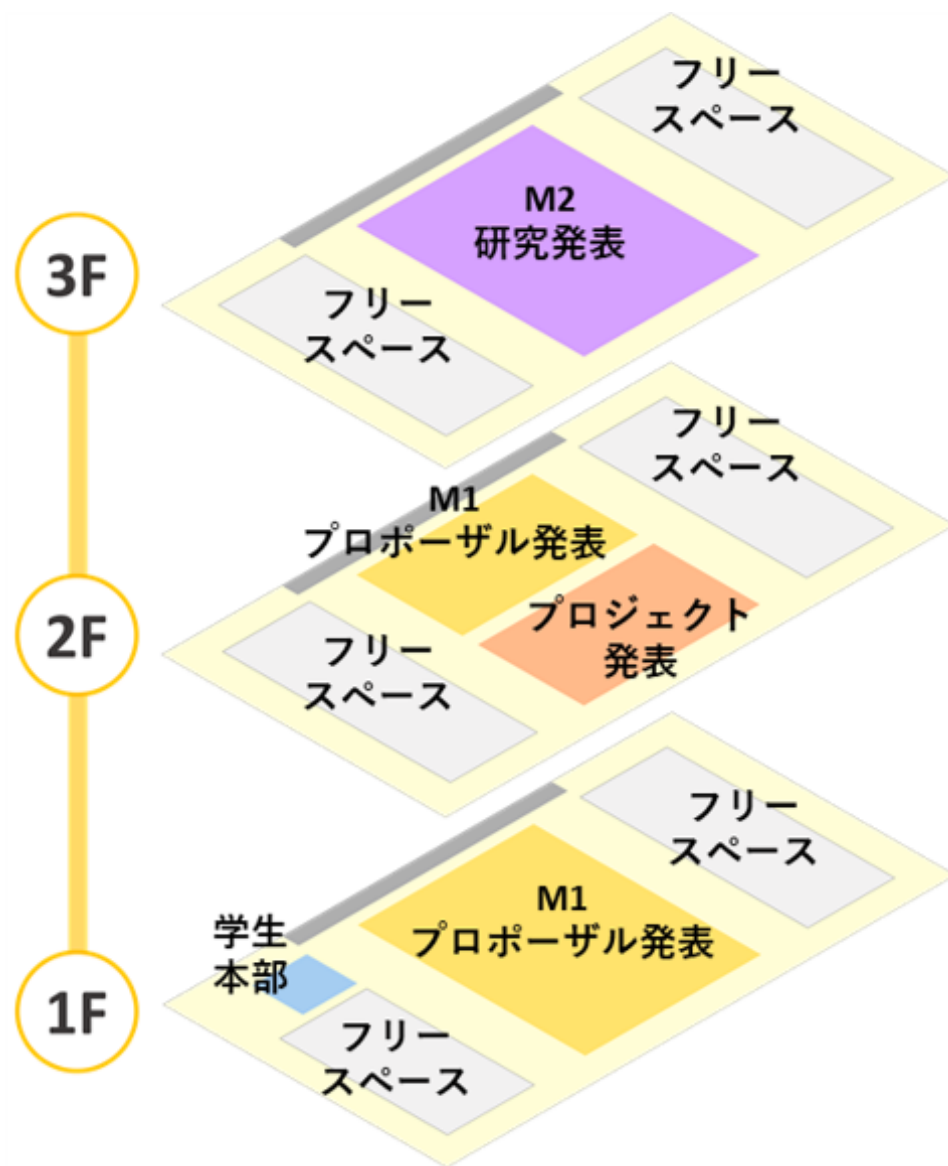 3F
フリー
スペース
M2
研究発表
フリー
スペース
2F
フリー
スペース
M1
プロポーザル発表
プロジェクト
発表
フリー
スペース
1F
フリー
スペース
M1
プロポーザル発表
学生
本部
フリー
スペース